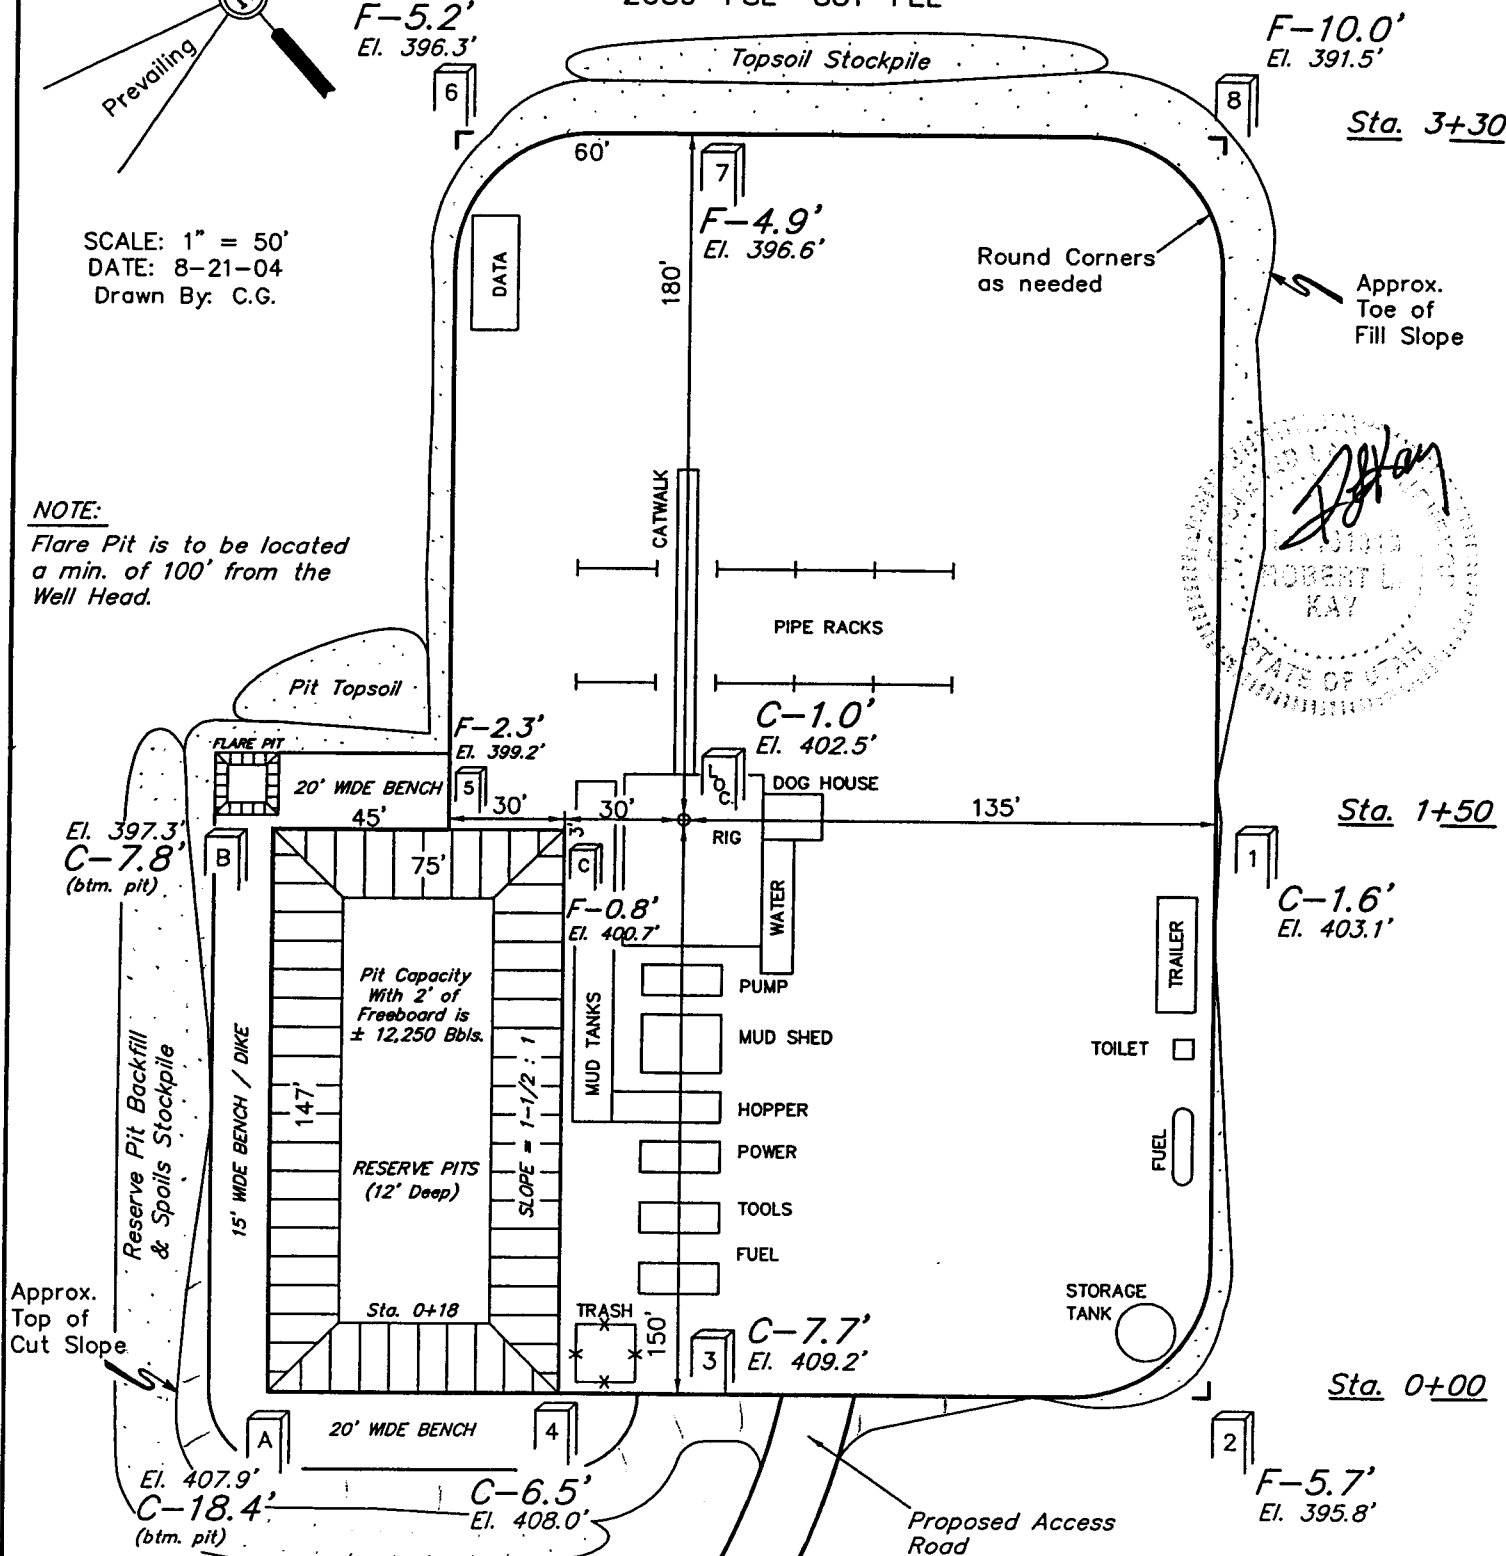 F-5.2'
El. 396.3'
F-10.0'
El. 391.5'
Prevailing
Topsoil Stockpile
6
8
Sta. 3+30
60'
7
F-4.9'
El. 396.6'
SCALE: 1" = 50'
DATE: 8-21-04
Drawn By: C.G.
DATA
180'
Round Corners
as needed
Approx.
Toe of
Fill Slope
NOTE:
Flare Pit is to be located
a min. of 100' from the
Well Head.
CATWALK
ROBERT L.
KAY
STATE OF UTAH
PIPE RACKS
Pit Topsoil
C-1.0'
El. 402.5'
F-2.3'
El. 399.2'
FLARE PIT
20' WIDE BENCH
5
LOC.
DOG HOUSE
45'
30'
30'
135'
Sta. 1+50
3'
RIG
El. 397.3'
C-7.8'
(btm. pit)
B
75'
C
1
F-0.8'
El. 400.7'
WATER
C-1.6'
El. 403.1'
TRAILER
Pit Capacity
With 2' of
Freeboard is
± 12,250 Bbls.
PUMP
MUD TANKS
MUD SHED
TOILET
Reserve Pit Backfill
& Spoils Stockpile
15' WIDE BENCH / DIKE
147'
SLOPE = 1-1/2 : 1
HOPPER
POWER
FUEL
RESERVE PITS
(12' Deep)
TOOLS
FUEL
Approx.
Top of
Cut Slope
Sta. 0+18
TRASH
150'
STORAGE
TANK
3
C-7.7'
El. 409.2'
Sta. 0+00
A
20' WIDE BENCH
4
2
El. 407.9'
C-18.4'
(btm. pit)
C-6.5'
El. 408.0'
F-5.7'
El. 395.8'
Proposed Access
Road